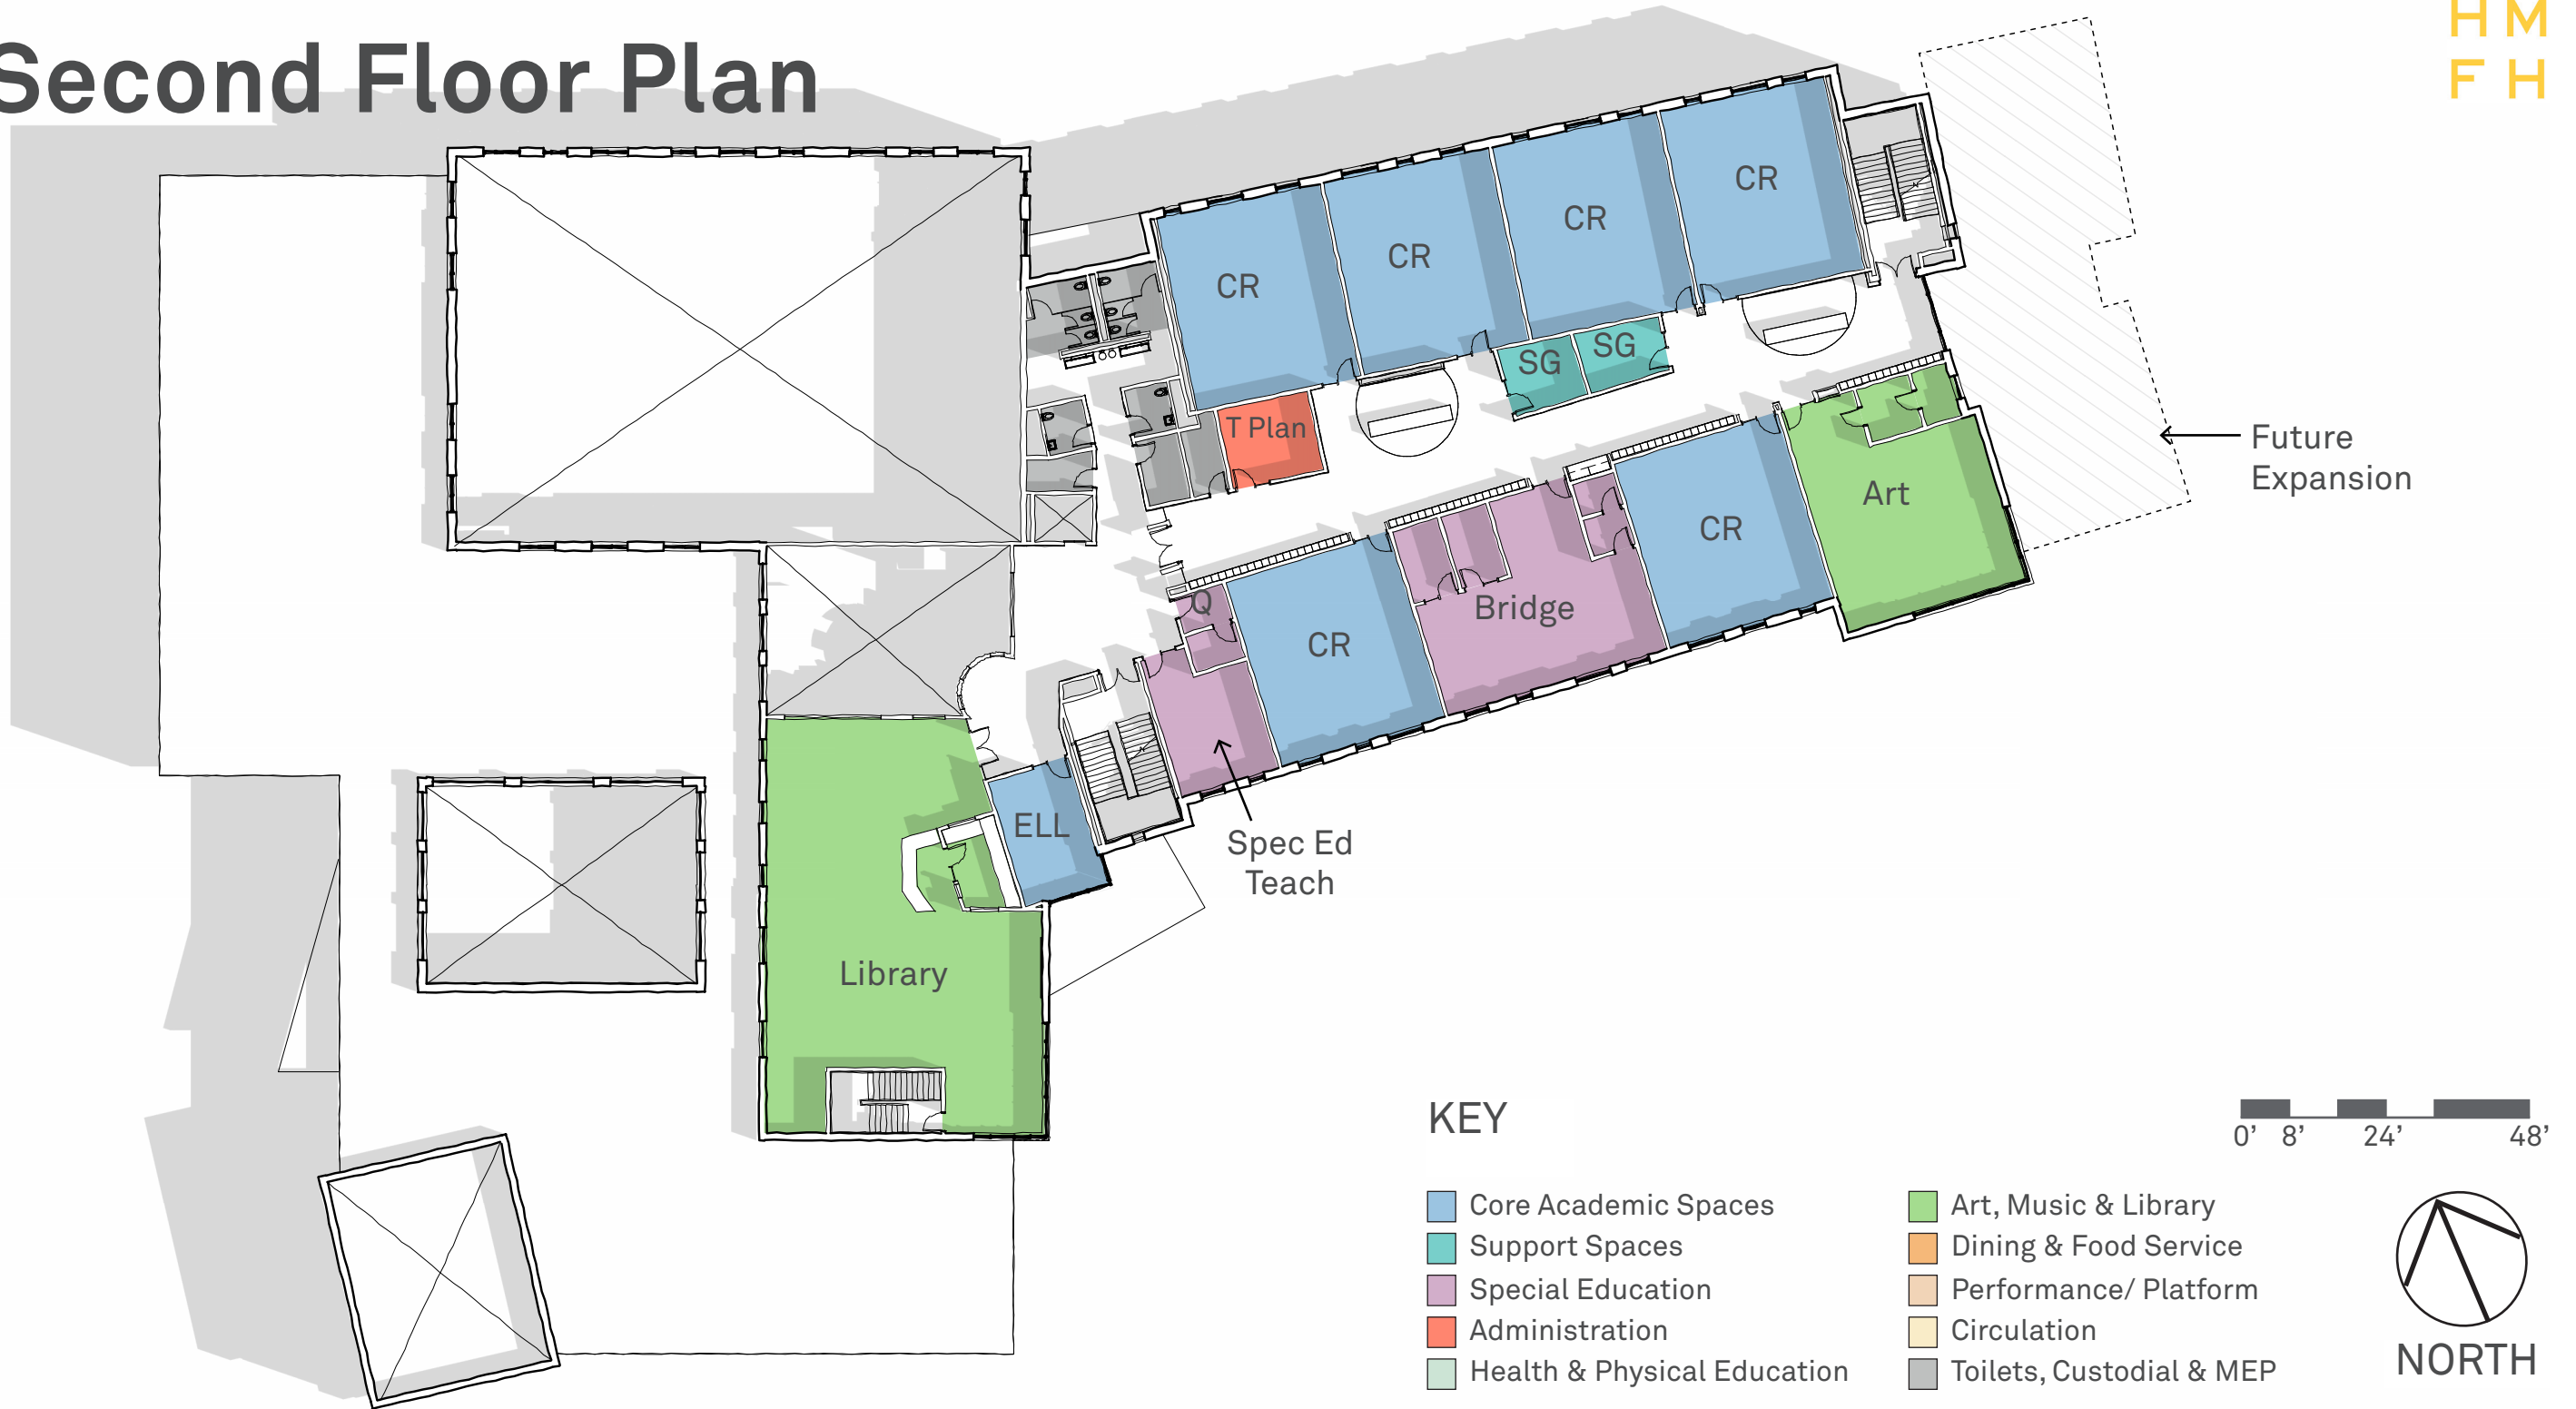 Second Floor Plan
H M
F H
CR
CR
CR
CR
SG
SG
T Plan
Future
Expansion
Art
CR
Q
Bridge
CR
ELL
Spec Ed
Teach
Library
KEY
0' 8' 24' 48'
Core Academic Spaces
Support Spaces
Special Education
Administration
Health & Physical Education
Art, Music & Library
Dining & Food Service
Performance/ Platform
Circulation
Toilets, Custodial & MEP
NORTH